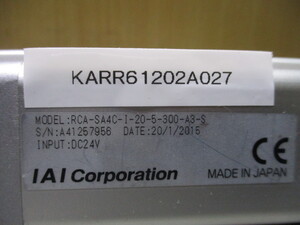 KARR61202A027
MODEL:RCA-SA4C-I-20-5-300-A3-S
S/N:A41257956 DATE:20/1/2015
INPUT:DC24V
CE
IAI Corporation MADE IN JAPAN